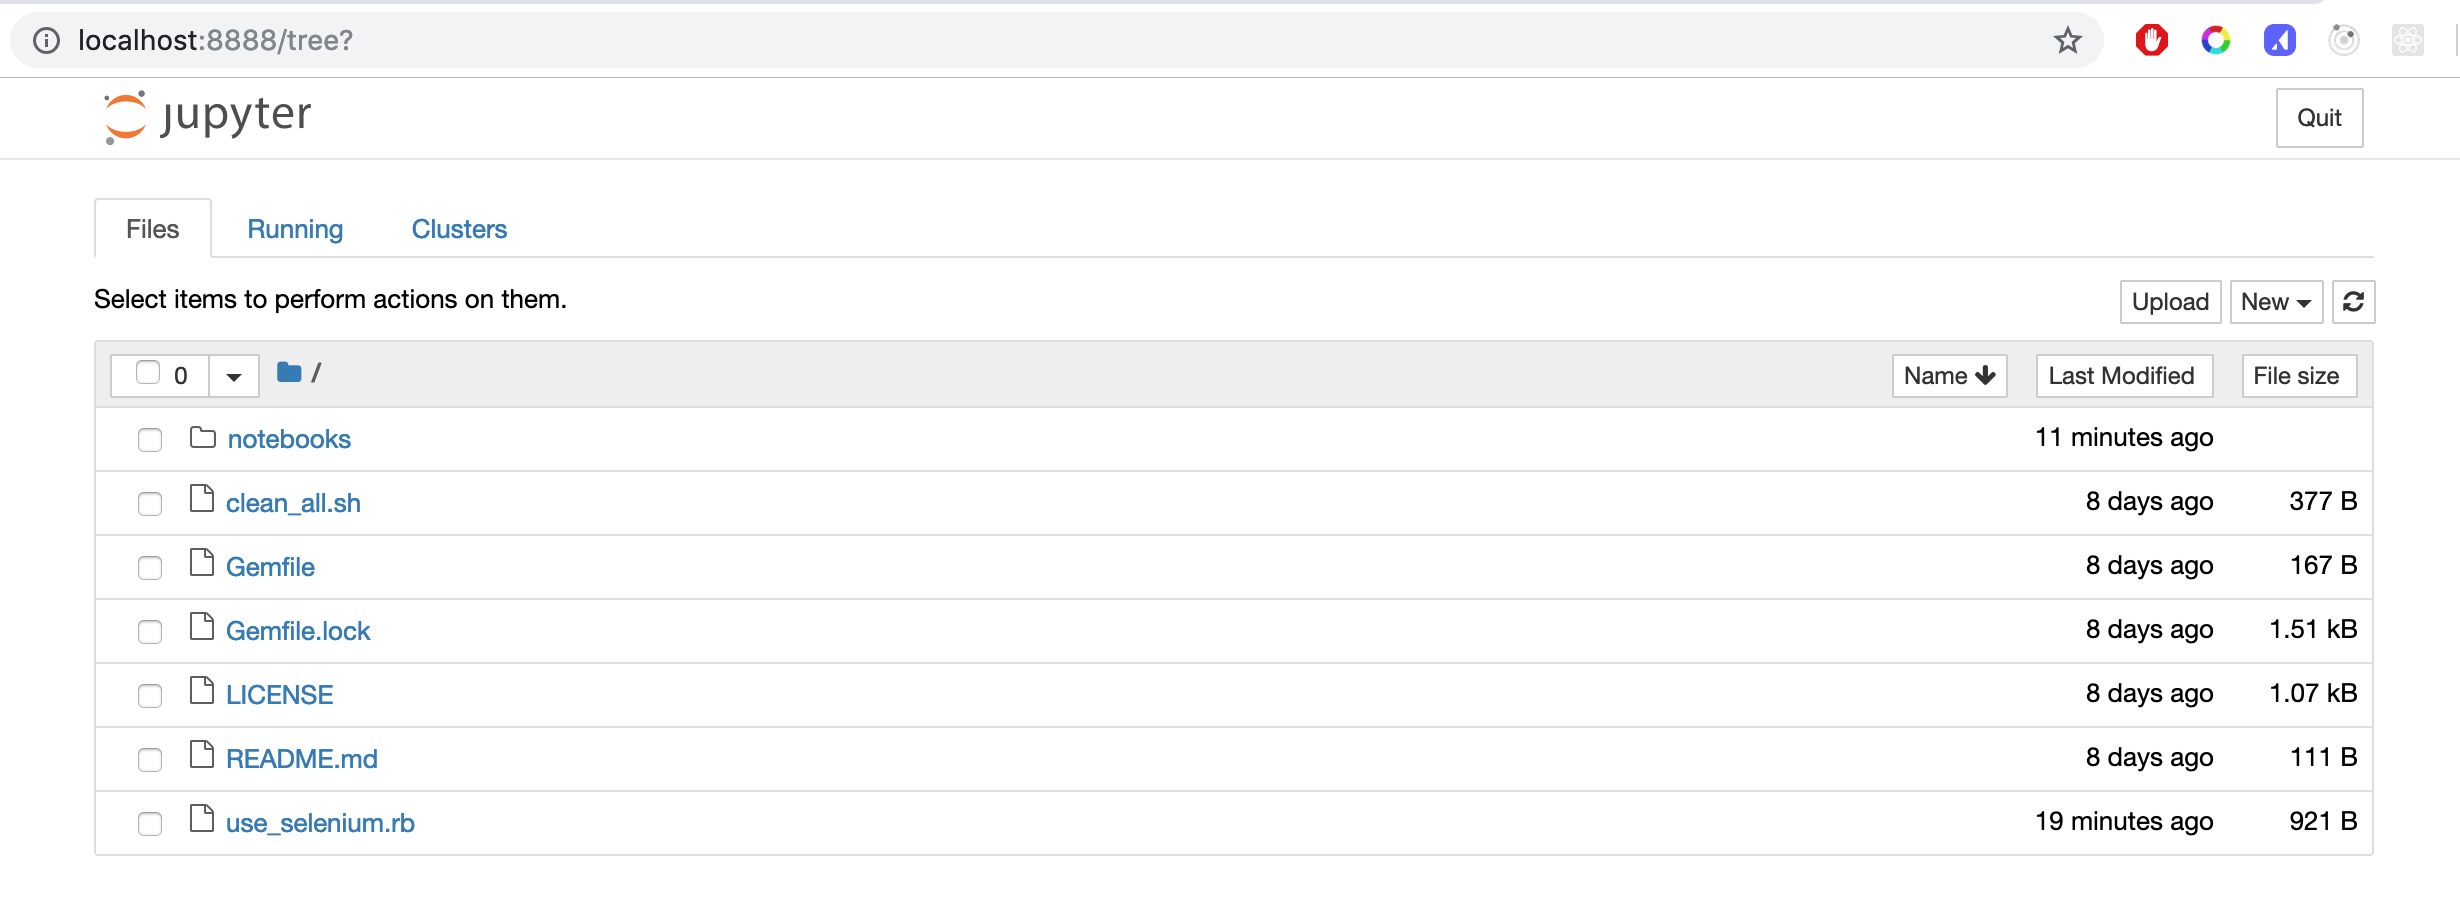 localhost:8888/tree?
jupyter
Quit
Files Running Clusters
Select items to perform actions on them.
Upload New
0 / Name Last Modified File size
notebooks 11 minutes ago
clean_all.sh 8 days ago 377 B
Gemfile 8 days ago 167 B
Gemfile.lock 8 days ago 1.51 kB
LICENSE 8 days ago 1.07 kB
README.md 8 days ago 111 B
use_selenium.rb 19 minutes ago 921 B